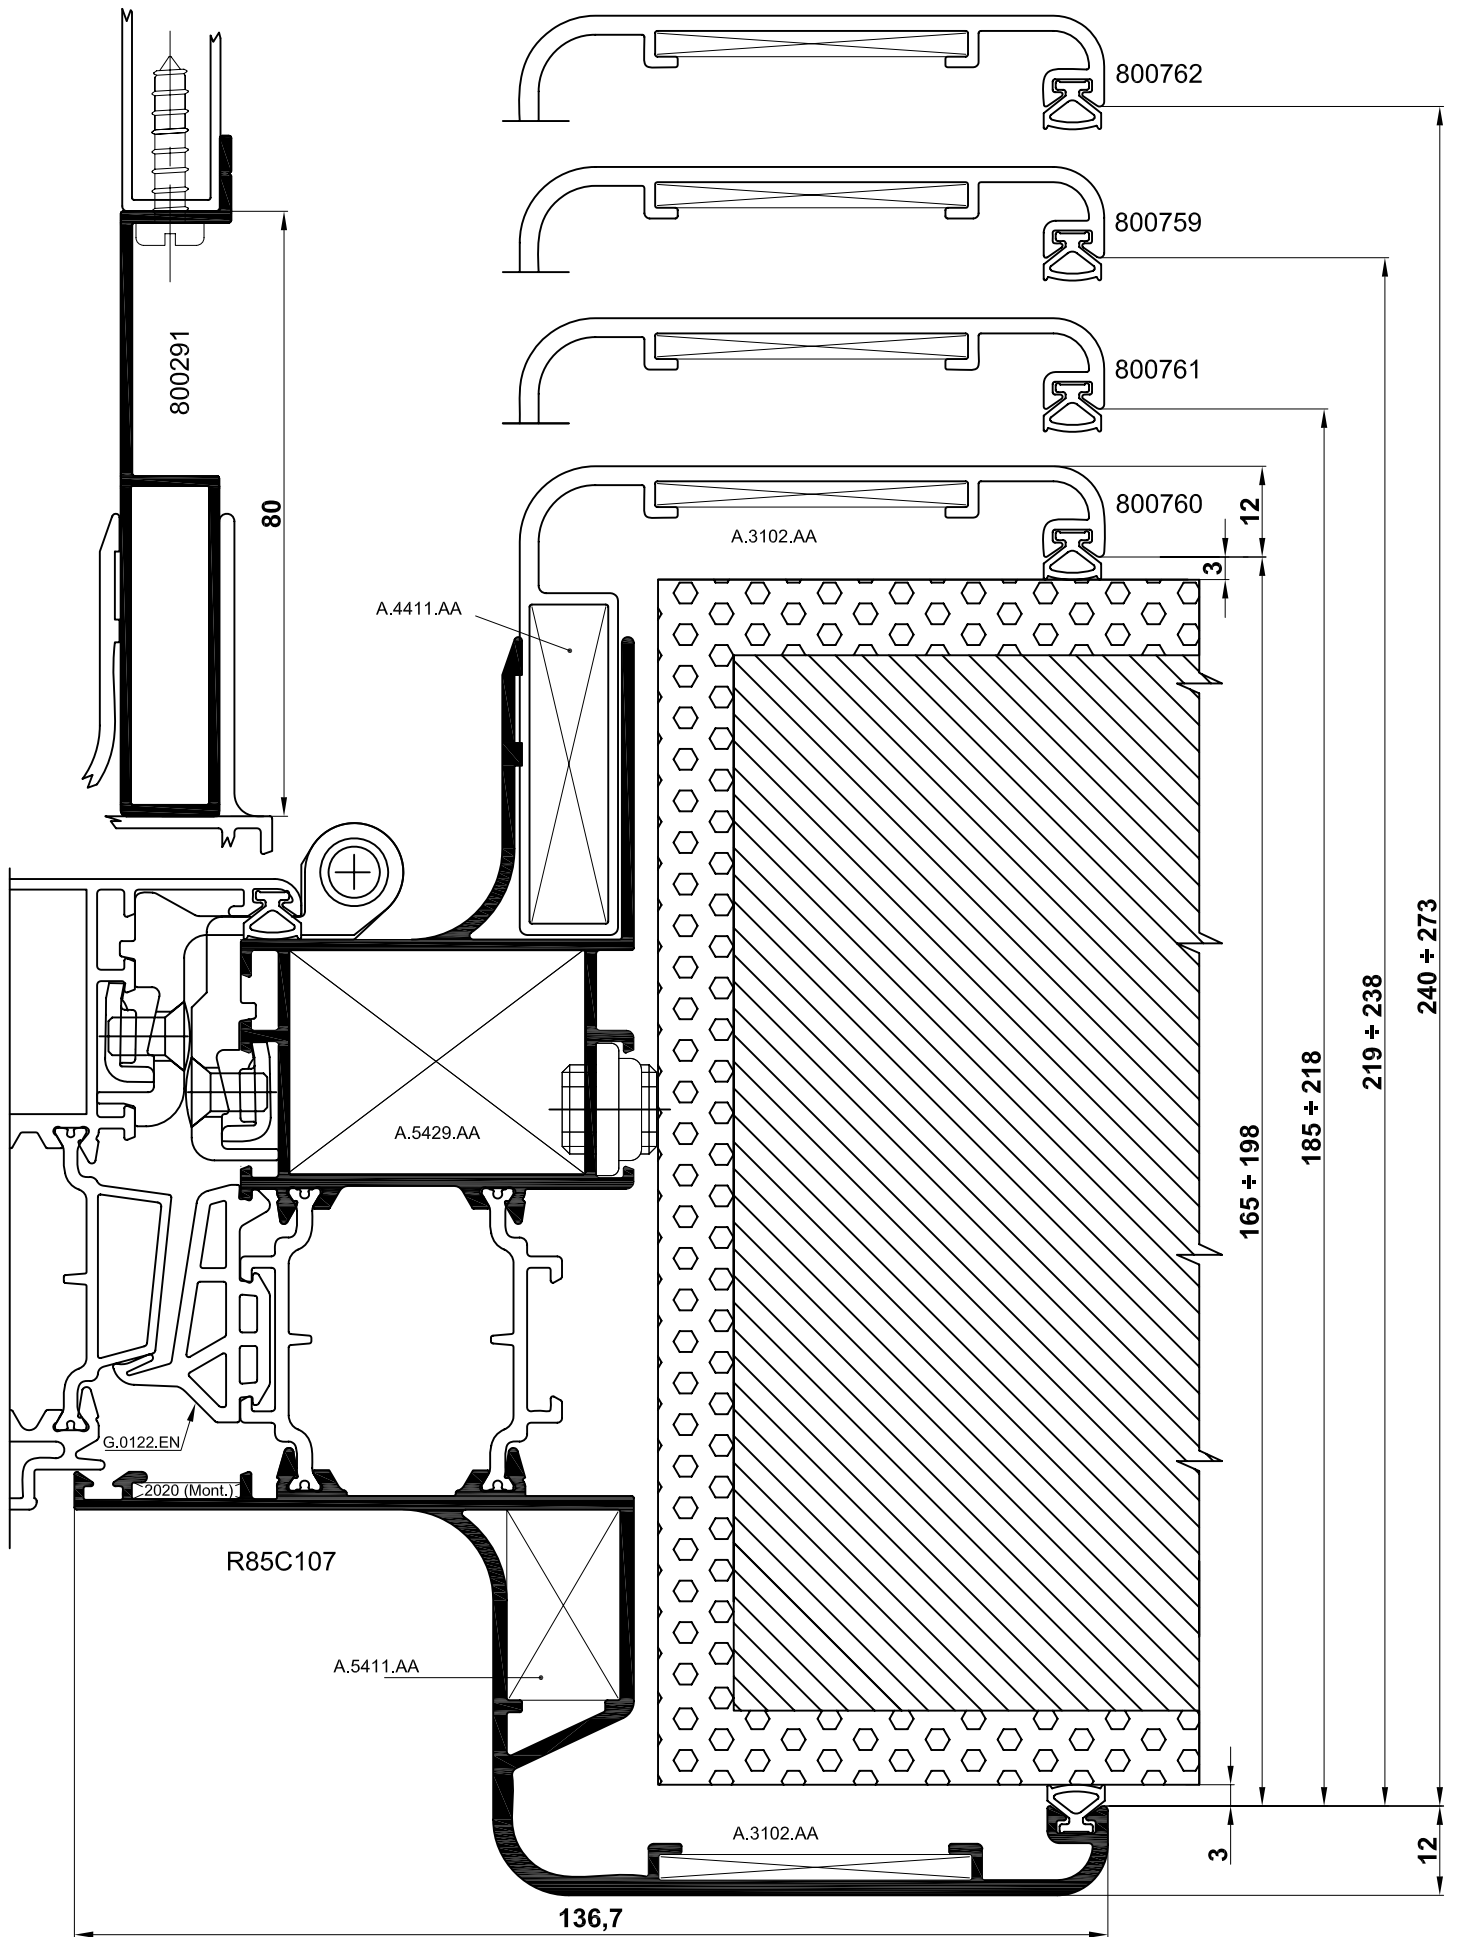 800762
800759
800291
800761
80
800760
12
A.3102.AA
3
A.4411.AA
240 ÷ 273
219 ÷ 238
185 ÷ 218
165 ÷ 198
A.5429.AA
G.0122.EN
2020 (Mont.)
R85C107
A.5411.AA
A.3102.AA
3
12
136,7